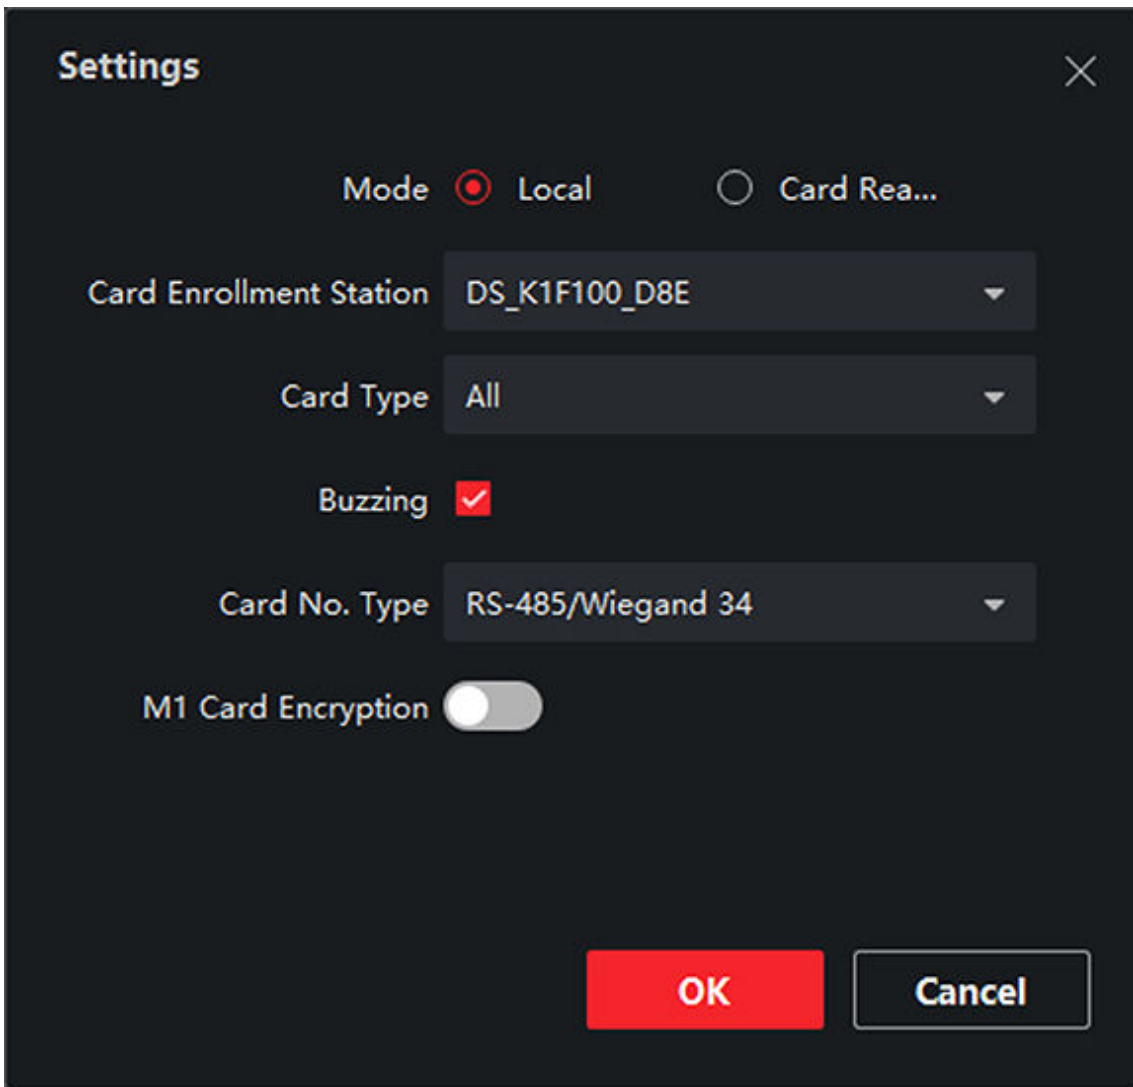 Settings
Mode Local Card Rea...
Card Enrollment Station DS_K1F100_D8E
Card Type All
Buzzing
Card No. Type RS-485/Wiegand 34
M1 Card Encryption
OK Cancel